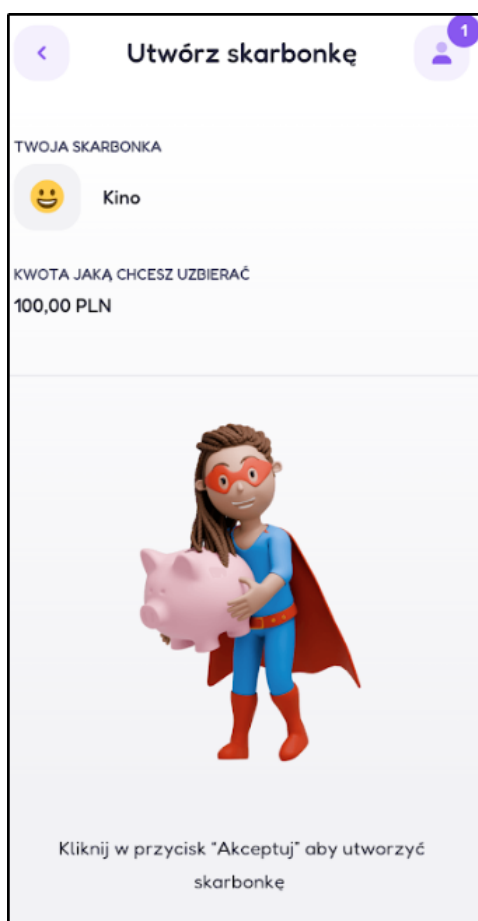 1
Utwórz skarbonkę
TWOJA SKARBONKA
Kino
KWOTA JAKĄ CHCESZ UZBIERAĆ
100,00 PLN
Kliknij w przycisk "Akceptuj" aby utworzyć
skarbonkę